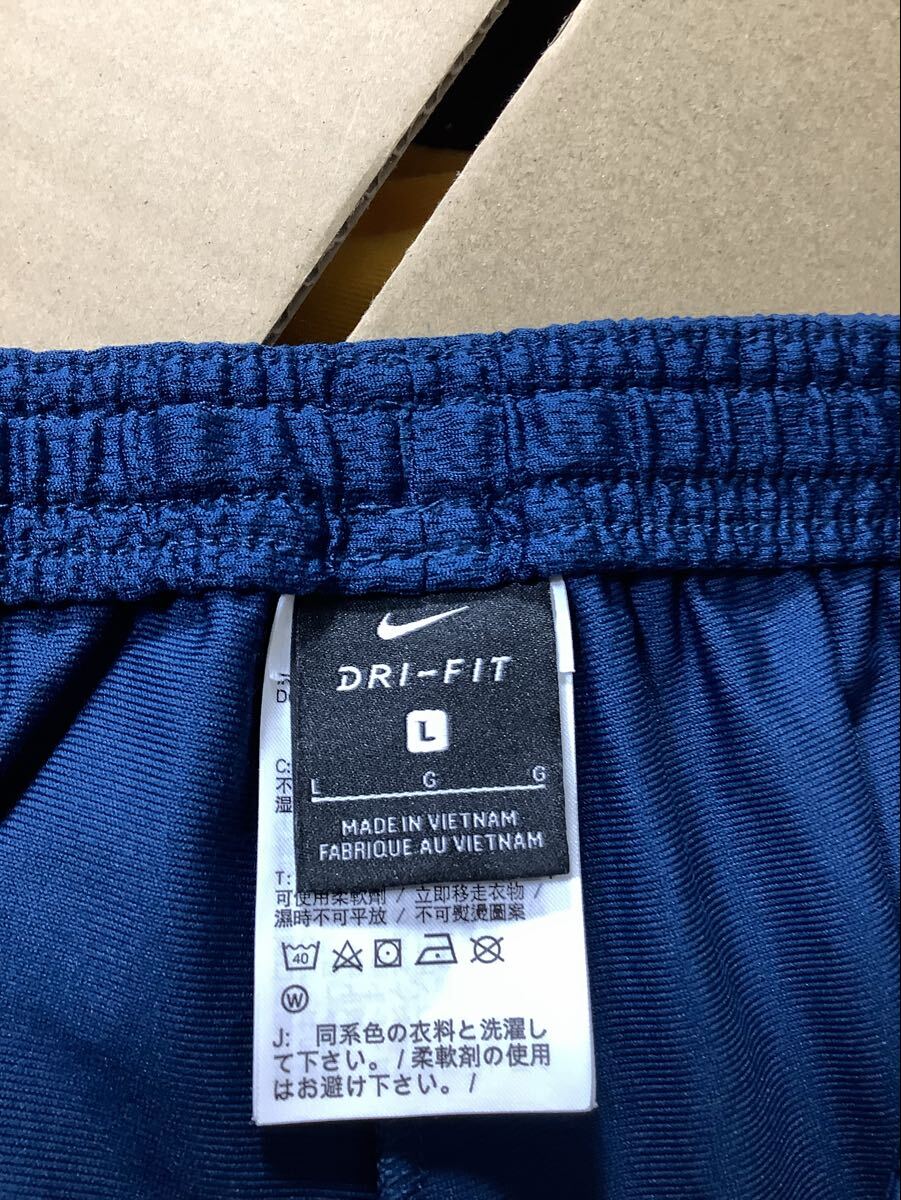 DRI-FIT
L
L G G
MADE IN VIETNAM
FABRIQUE AU VIETNAM
C:
不
湿
T:
可使用柔軟劑 / 立即移走衣物 /
濕時不可平放 / 不可熨燙圖案
40
W
J: 同系色の衣料と洗濯し
て下さい。/ 柔軟剤の使用
はお避け下さい。/